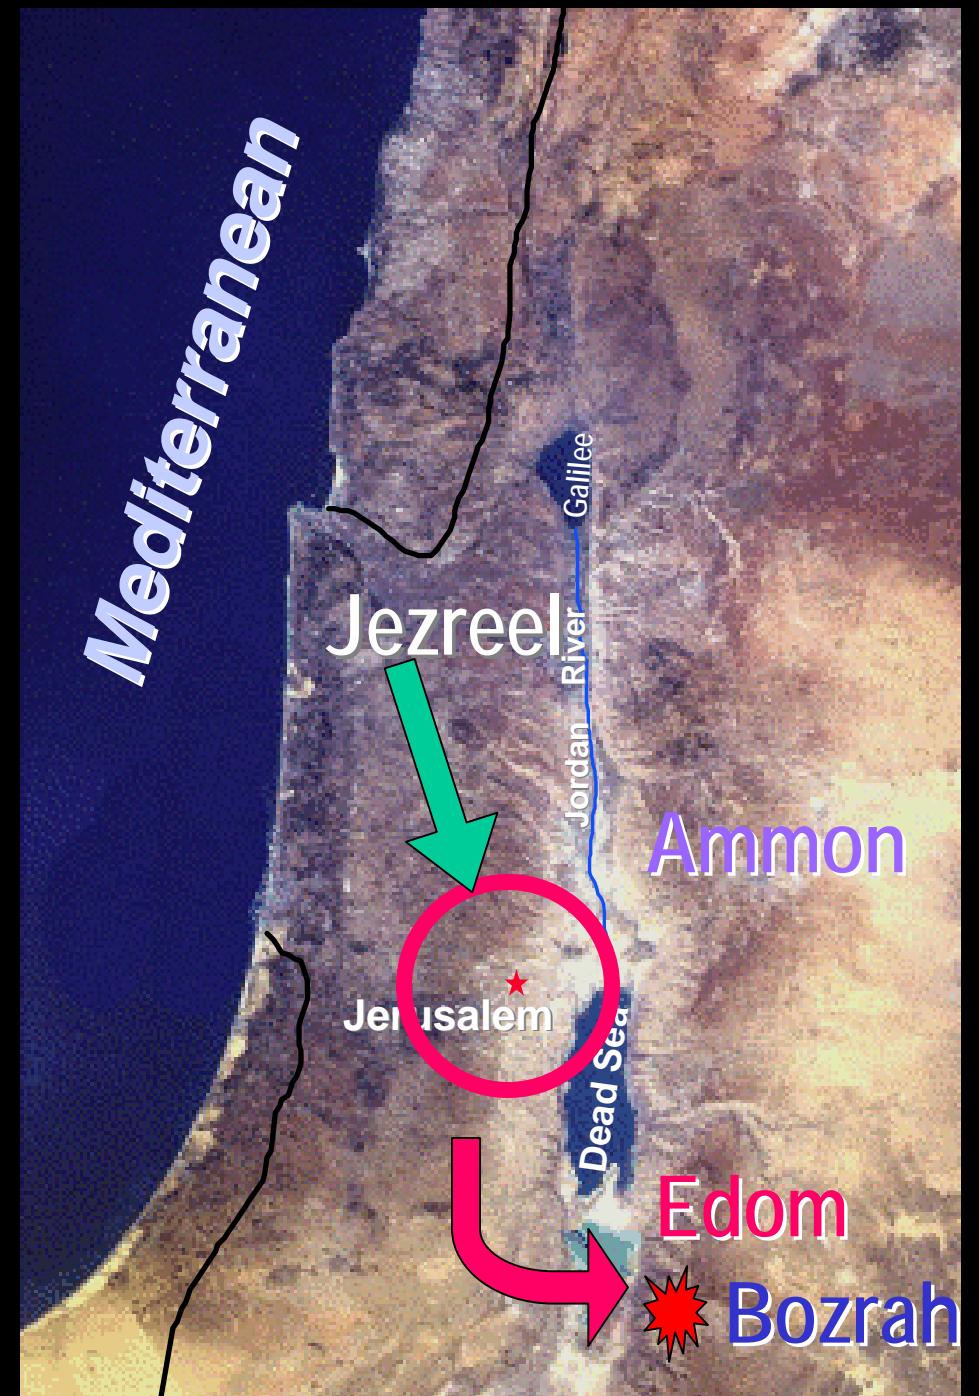 Mediterranean
Galilee
Jezreel
Jordan River
Ammon
Jerusalem
Dead Sea
Edom
Bozrah